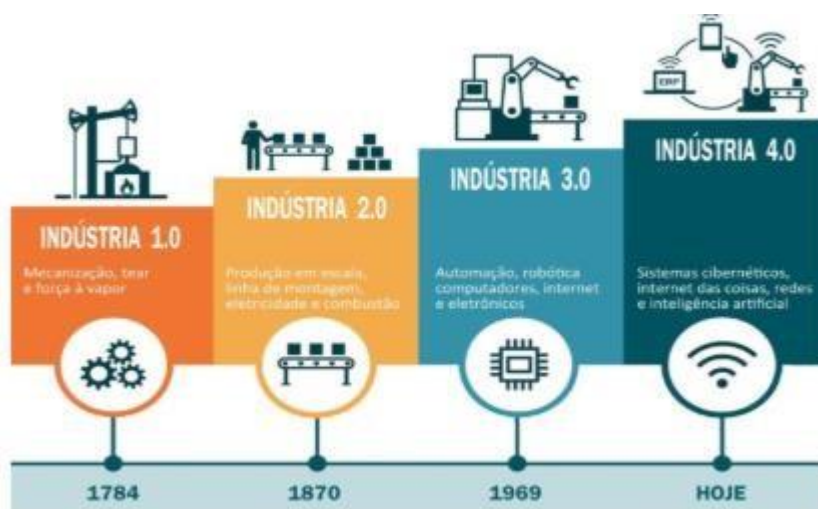 ERP
INDÚSTRIA 1.0
Mecanização, tear
e força à vapor
INDÚSTRIA 2.0
Produção em escala,
linha de montagem,
eletricidade e combustão
INDÚSTRIA 3.0
Automação, robótica
computadores, internet
e eletrônicos
INDÚSTRIA 4.0
Sistemas cibernéticos,
internet das coisas, redes
e inteligência artificial
1784
1870
1969
HOJE